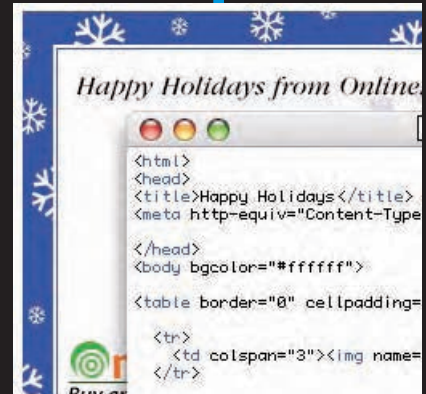 Happy Holidays from Online
<html>
<head>
<title>Happy Holidays</title>
<meta http-equiv="Content-Type
</head>
<body bgcolor="#ffffff">
<table border="0" cellpadding=
<tr>
<td colspan="3"><img name=
</tr>
Buy